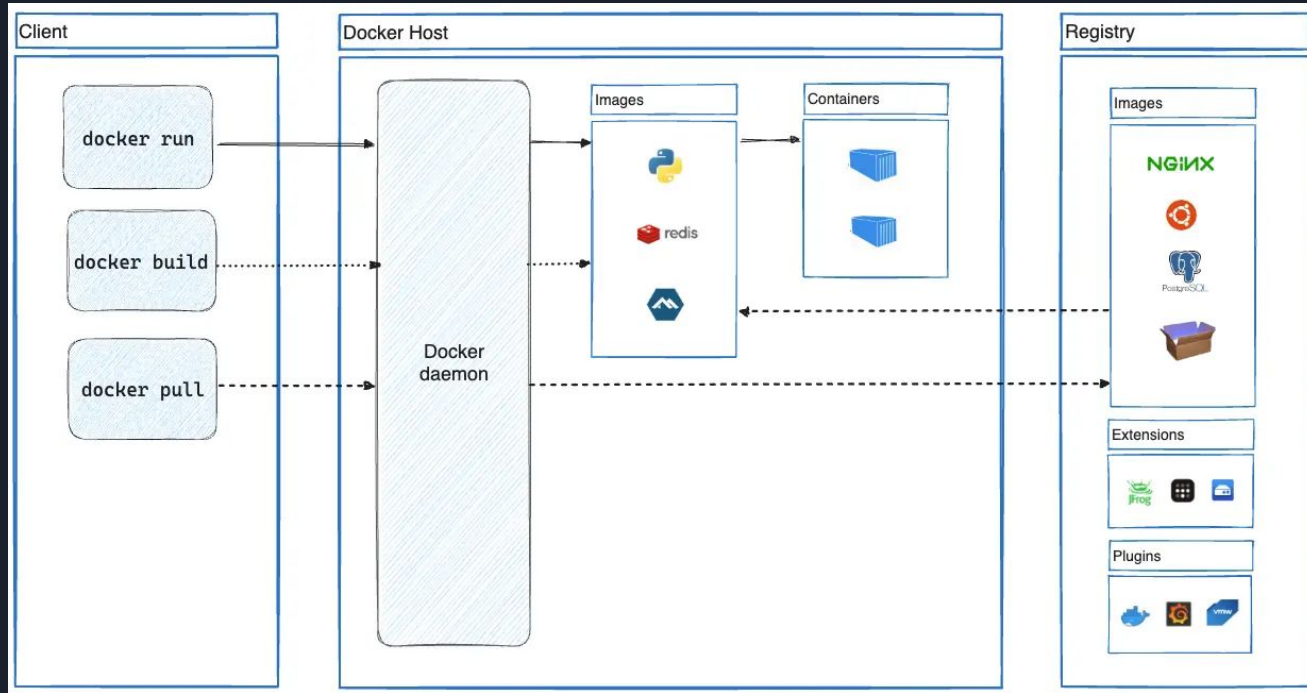 Client
docker run
docker build
docker pull
Docker Host
Docker
daemon
Images
redis
Containers
Registry
Images
NGINX
PostgreSQL
Extensions
JFrog
Plugins
vmw